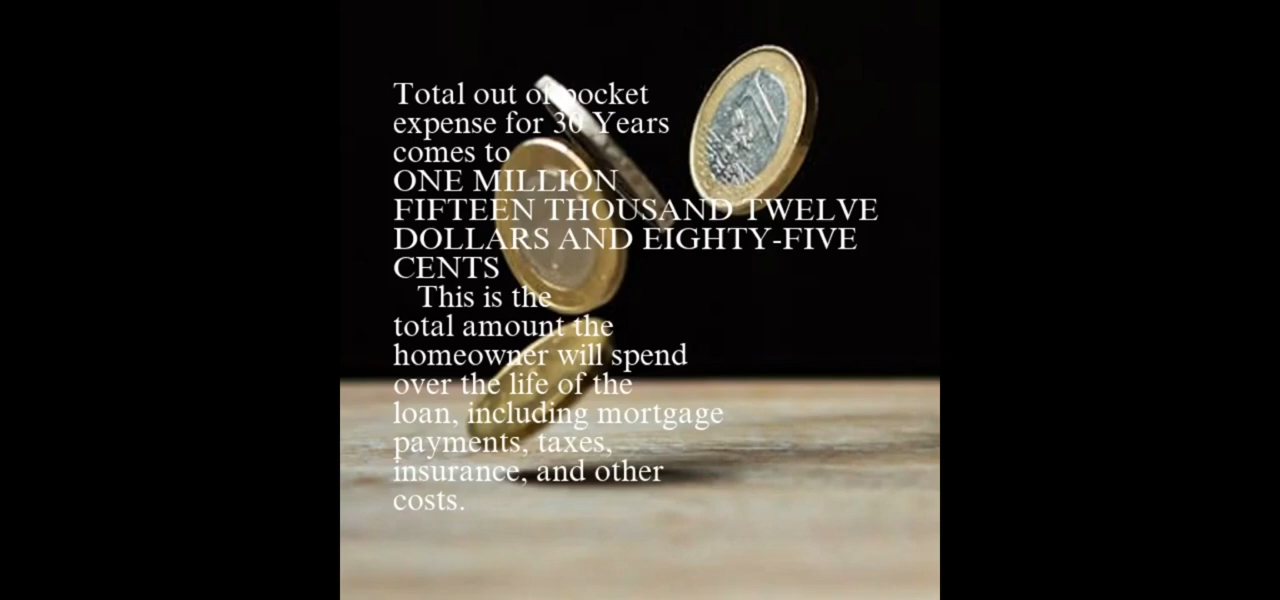 Total out of pocket
expense for 30 Years
comes to
ONE MILLION
FIFTEEN THOUSAND TWELVE
DOLLARS AND EIGHTY-FIVE
CENTS
This is the
total amount the
homeowner will spend
over the life of the
loan, including mortgage
payments, taxes,
insurance, and other
costs.